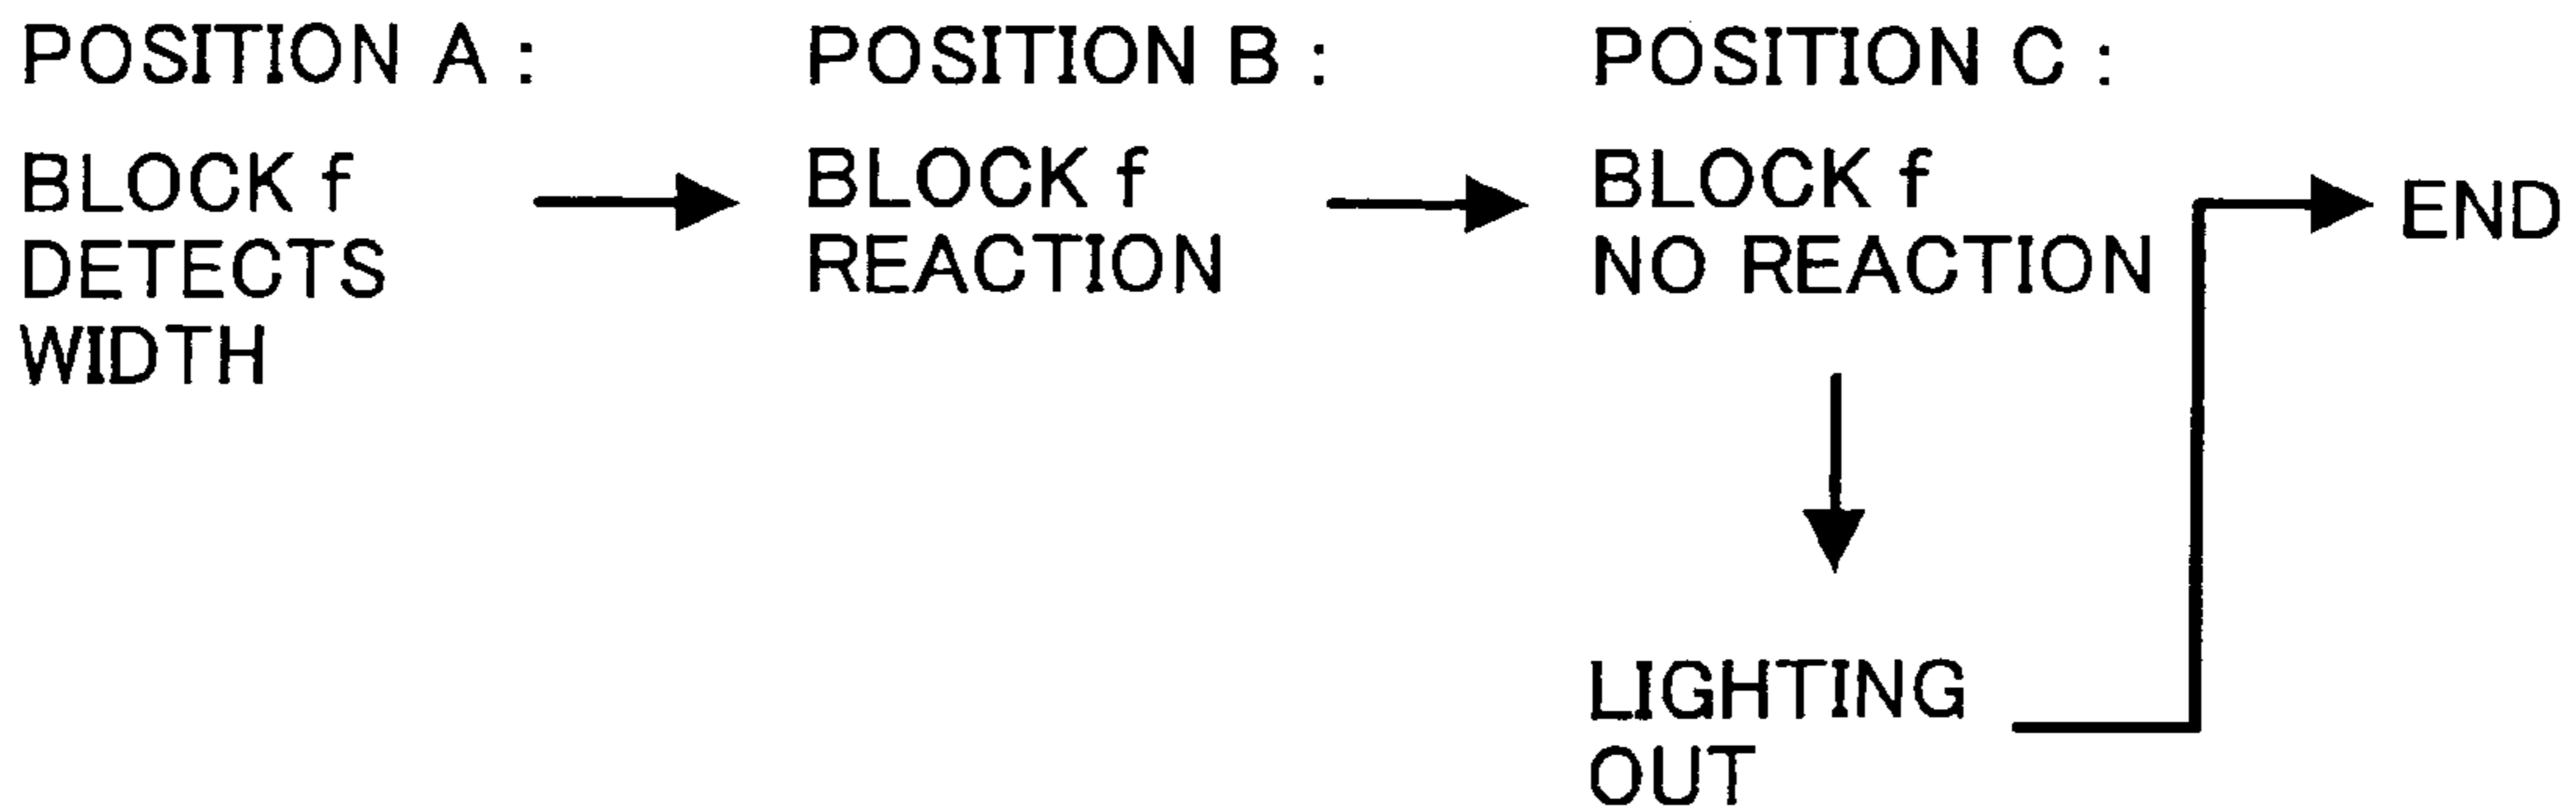 POSITION A :
BLOCK f
DETECTS
WIDTH
POSITION B :
BLOCK f
REACTION
POSITION C :
BLOCK f
NO REACTION
LIGHTING
OUT
END